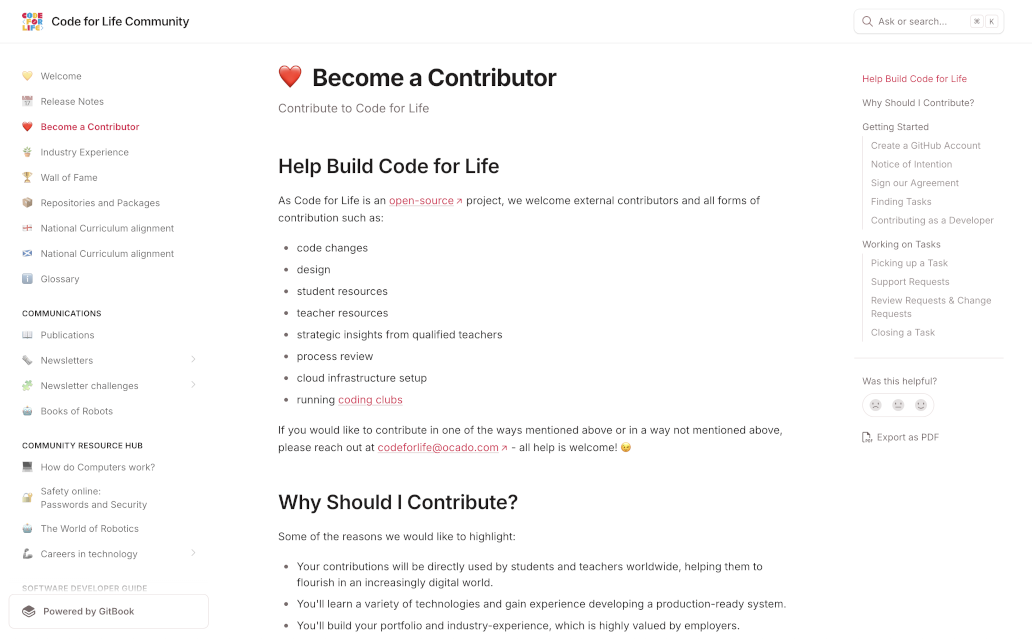 CODE FOR LIFE
Code for Life Community
Ask or search...
⌘ K
Welcome
Release Notes
Become a Contributor
Industry Experience
Wall of Fame
Repositories and Packages
National Curriculum alignment
National Curriculum alignment
Glossary
COMMUNICATIONS
Publications
Newsletters
Newsletter challenges
Books of Robots
COMMUNITY RESOURCE HUB
How do Computers work?
Safety online:
Passwords and Security
The World of Robotics
Careers in technology
SOFTWARE DEVELOPER GUIDE
Powered by GitBook
Become a Contributor
Contribute to Code for Life
Help Build Code for Life
As Code for Life is an open-source project, we welcome external contributors and all forms of
contribution such as:
code changes
design
student resources
teacher resources
strategic insights from qualified teachers
process review
cloud infrastructure setup
running coding clubs
If you would like to contribute in one of the ways mentioned above or in a way not mentioned above,
please reach out at codeforlife@ocado.com - all help is welcome! 😉
Why Should I Contribute?
Some of the reasons we would like to highlight:
Your contributions will be directly used by students and teachers worldwide, helping them to
flourish in an increasingly digital world.
You'll learn a variety of technologies and gain experience developing a production-ready system.
You'll build your portfolio and industry-experience, which is highly valued by employers.
Help Build Code for Life
Why Should I Contribute?
Getting Started
Create a GitHub Account
Notice of Intention
Sign our Agreement
Finding Tasks
Contributing as a Developer
Working on Tasks
Picking up a Task
Support Requests
Review Requests & Change
Requests
Closing a Task
Was this helpful?
Export as PDF